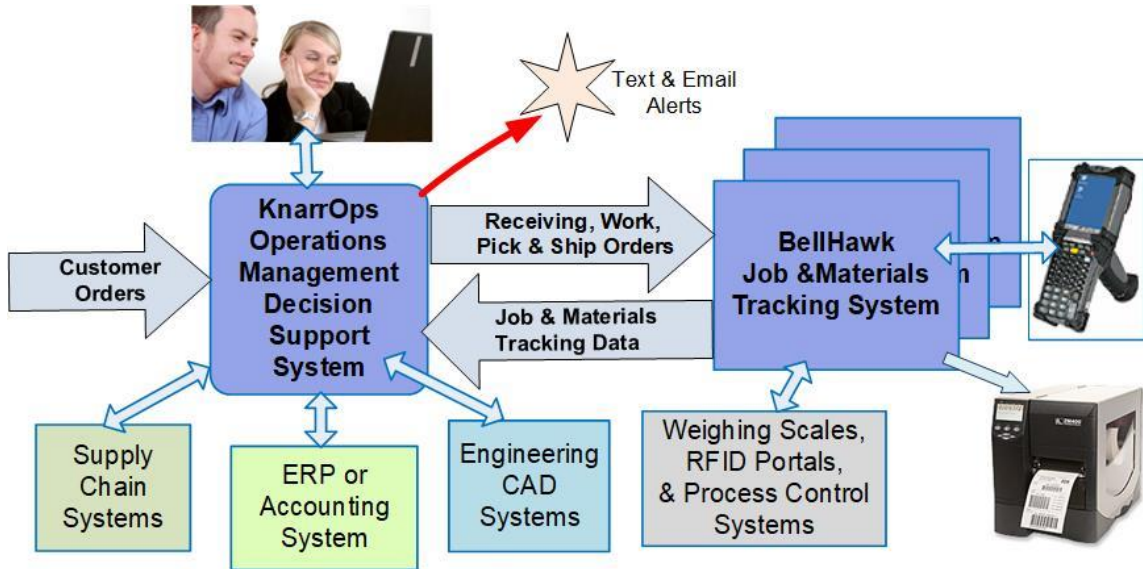 Text & Email
Alerts
KnarrOps
Operations
Management
Decision
Support
System
Customer
Orders
Receiving, Work,
Pick & Ship Orders
Job & Materials
Tracking Data
BellHawk
Job &Materials
Tracking System
Supply
Chain
Systems
ERP or
Accounting
System
Engineering
CAD
Systems
Weighing Scales,
RFID Portals,
& Process Control
Systems